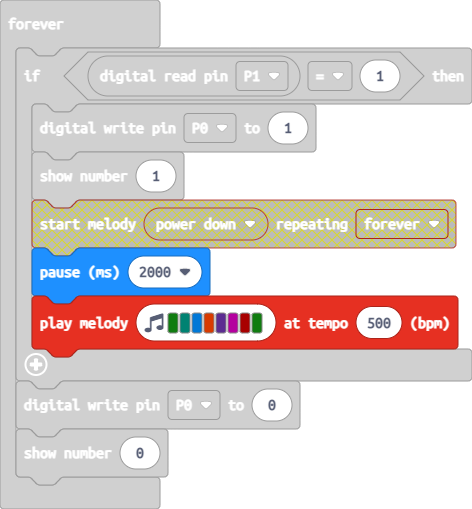 forever
if digital read pin P1 = 1 then
digital write pin P0 to 1
show number 1
start melody power down repeating forever
pause (ms) 2000
play melody at tempo 500 (bpm)
digital write pin P0 to 0
show number 0